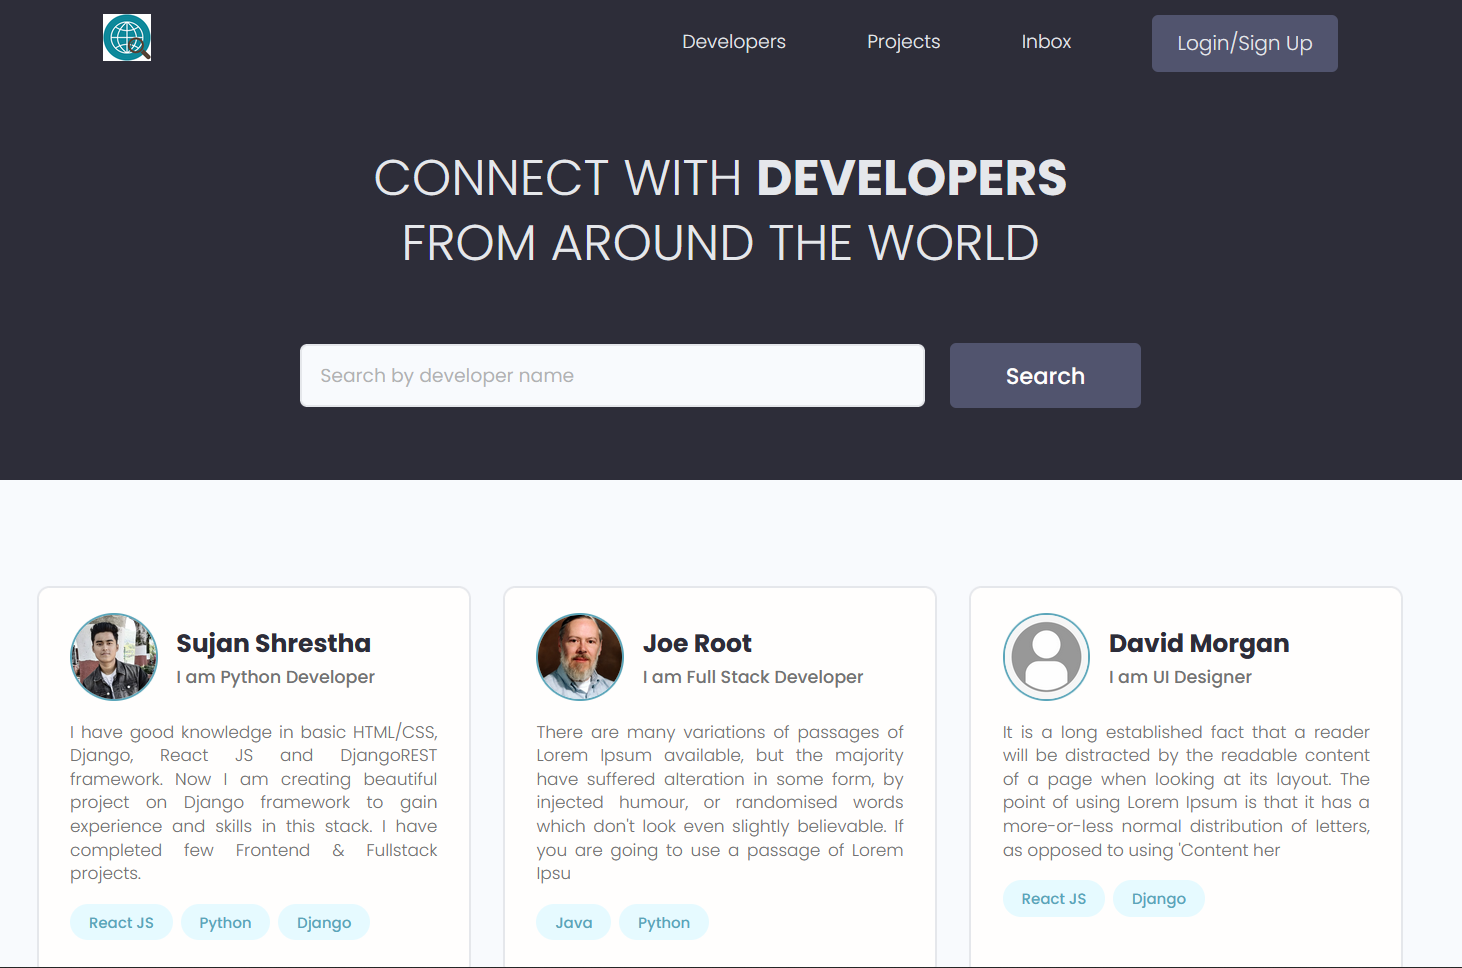 Developers
Projects
Inbox
Login/Sign Up
CONNECT WITH DEVELOPERS
FROM AROUND THE WORLD
Search by developer name
Search
Sujan Shrestha
I am Python Developer
I have good knowledge in basic HTML/CSS,
Django, React JS and DjangoREST
framework. Now I am creating beautiful
project on Django framework to gain
experience and skills in this stack. I have
completed few Frontend & Fullstack
projects.
React JS
Python
Django
Joe Root
I am Full Stack Developer
There are many variations of passages of
Lorem Ipsum available, but the majority
have suffered alteration in some form, by
injected humour, or randomised words
which don't look even slightly believable. If
you are going to use a passage of Lorem
Ipsu
Java
Python
David Morgan
I am UI Designer
It is a long established fact that a reader
will be distracted by the readable content
of a page when looking at its layout. The
point of using Lorem Ipsum is that it has a
more-or-less normal distribution of letters,
as opposed to using 'Content her
React JS
Django